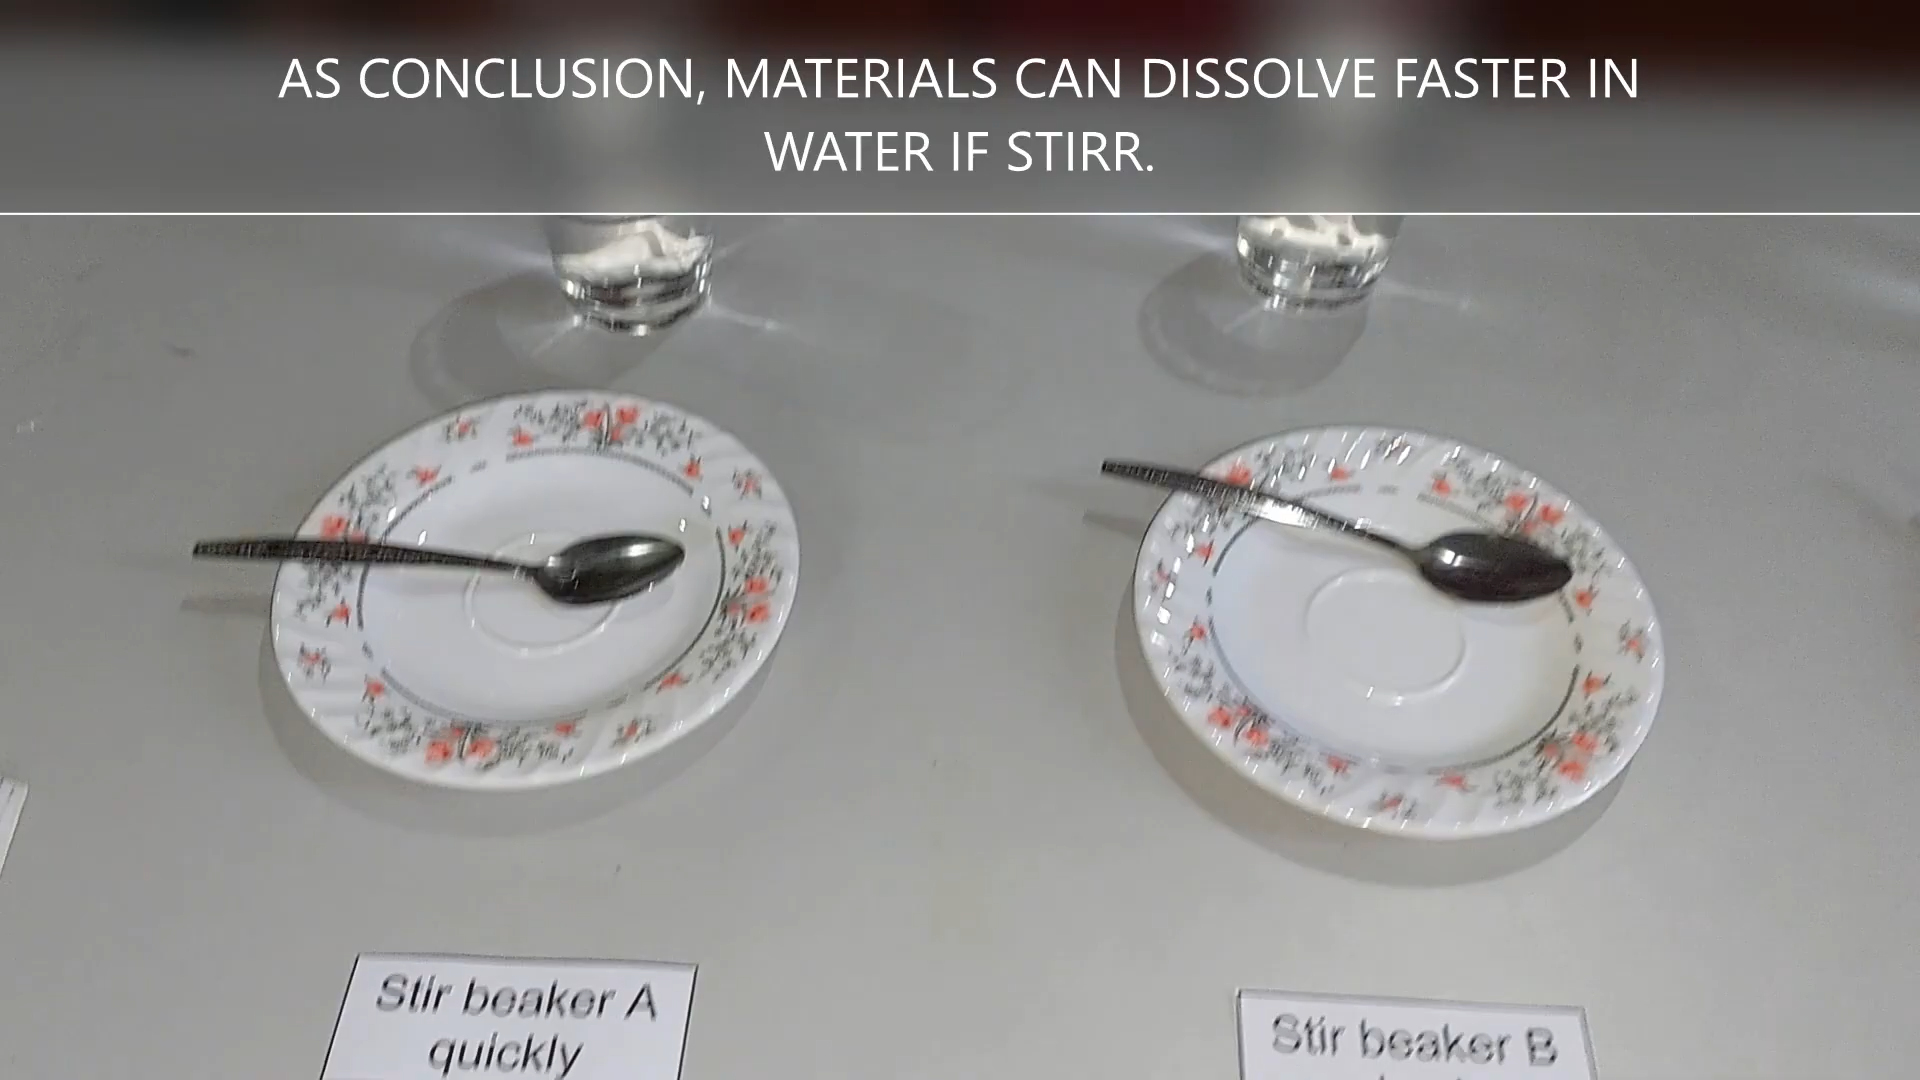 AS CONCLUSION, MATERIALS CAN DISSOLVE FASTER IN
WATER IF STIRR.
Stir beaker A
quickly
Stir beaker B